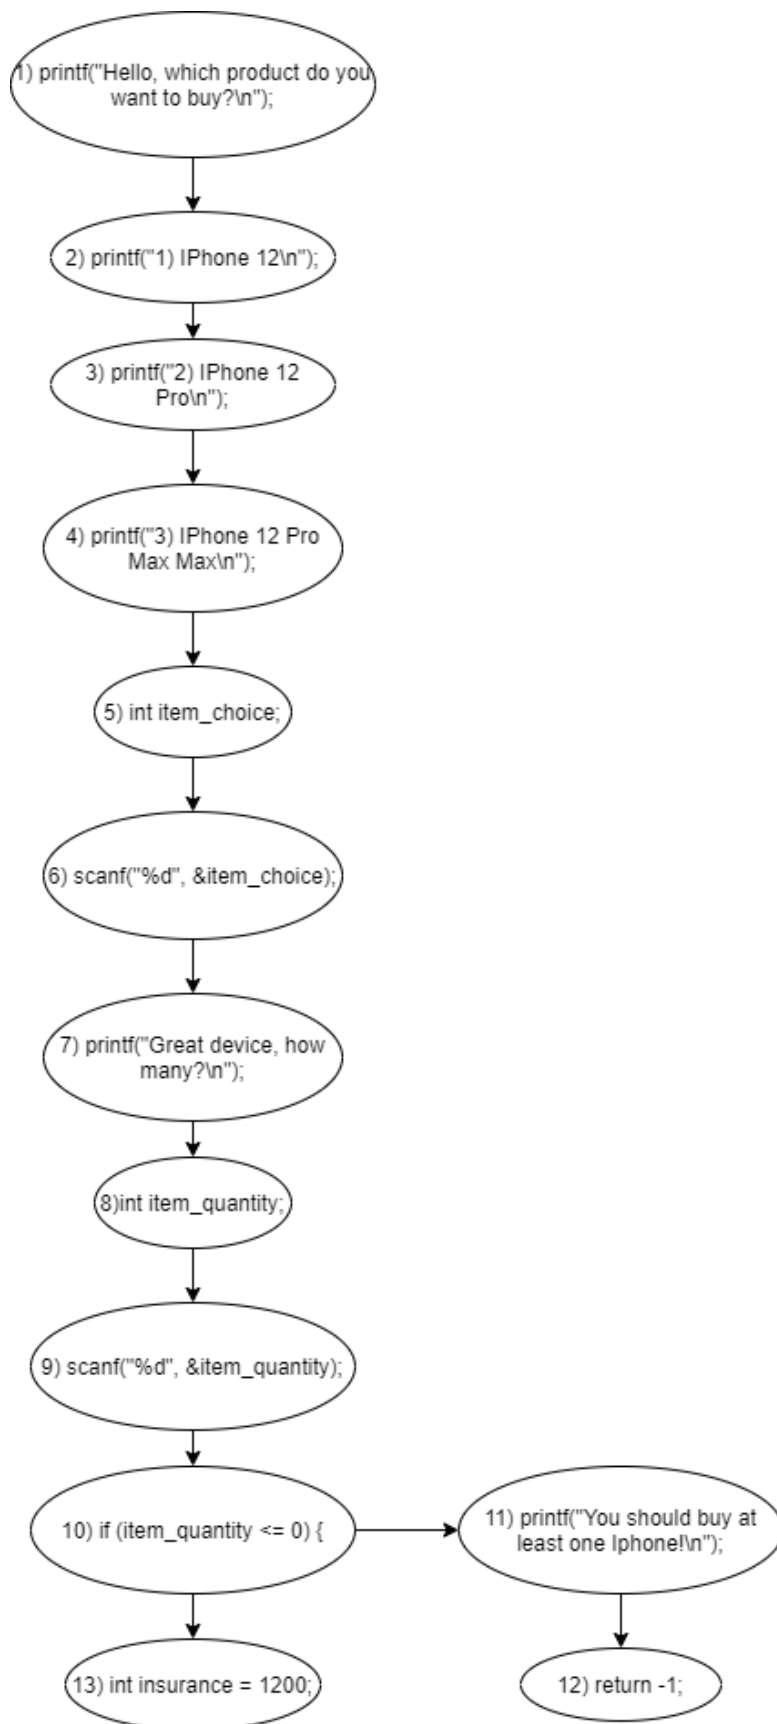 1) printf("Hello, which product do you
want to buy?\n");
2) printf("1) IPhone 12\n");
3) printf("2) IPhone 12
Pro\n");
4) printf("3) IPhone 12 Pro
Max Max\n");
5) int item_choice;
6) scanf("%d", &item_choice);
7) printf("Great device, how
many?\n");
8)int item_quantity;
9) scanf("%d", &item_quantity);
10) if (item_quantity <= 0) {
11) printf("You should buy at
least one Iphone!\n");
13) int insurance = 1200;
12) return -1;